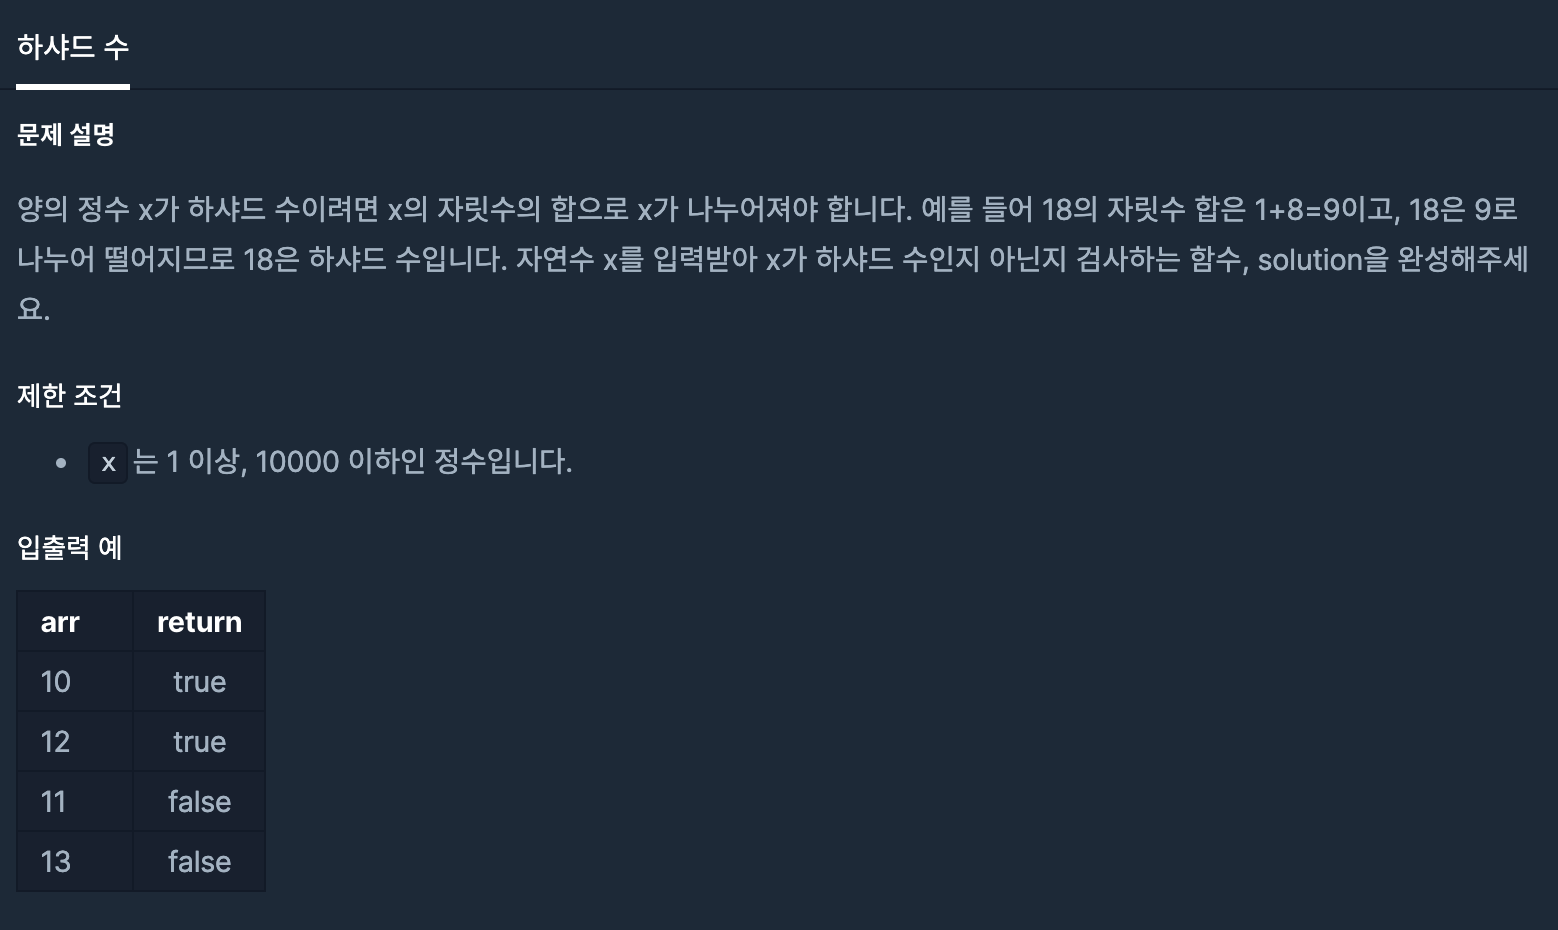 하샤드 수
문제 설명
양의 정수 x가 하샤드 수이려면 x의 자릿수의 합으로 x가 나누어져야 합니다. 예를 들어 18의 자릿수 합은 1+8=9이고, 18은 9로
나누어 떨어지므로 18은 하샤드 수입니다. 자연수 x를 입력받아 x가 하샤드 수인지 아닌지 검사하는 함수, solution을 완성해주세
요.
제한 조건
• x 는 1 이상, 10000 이하인 정수입니다.
입출력 예
arr return
10 true
12 true
11 false
13 false